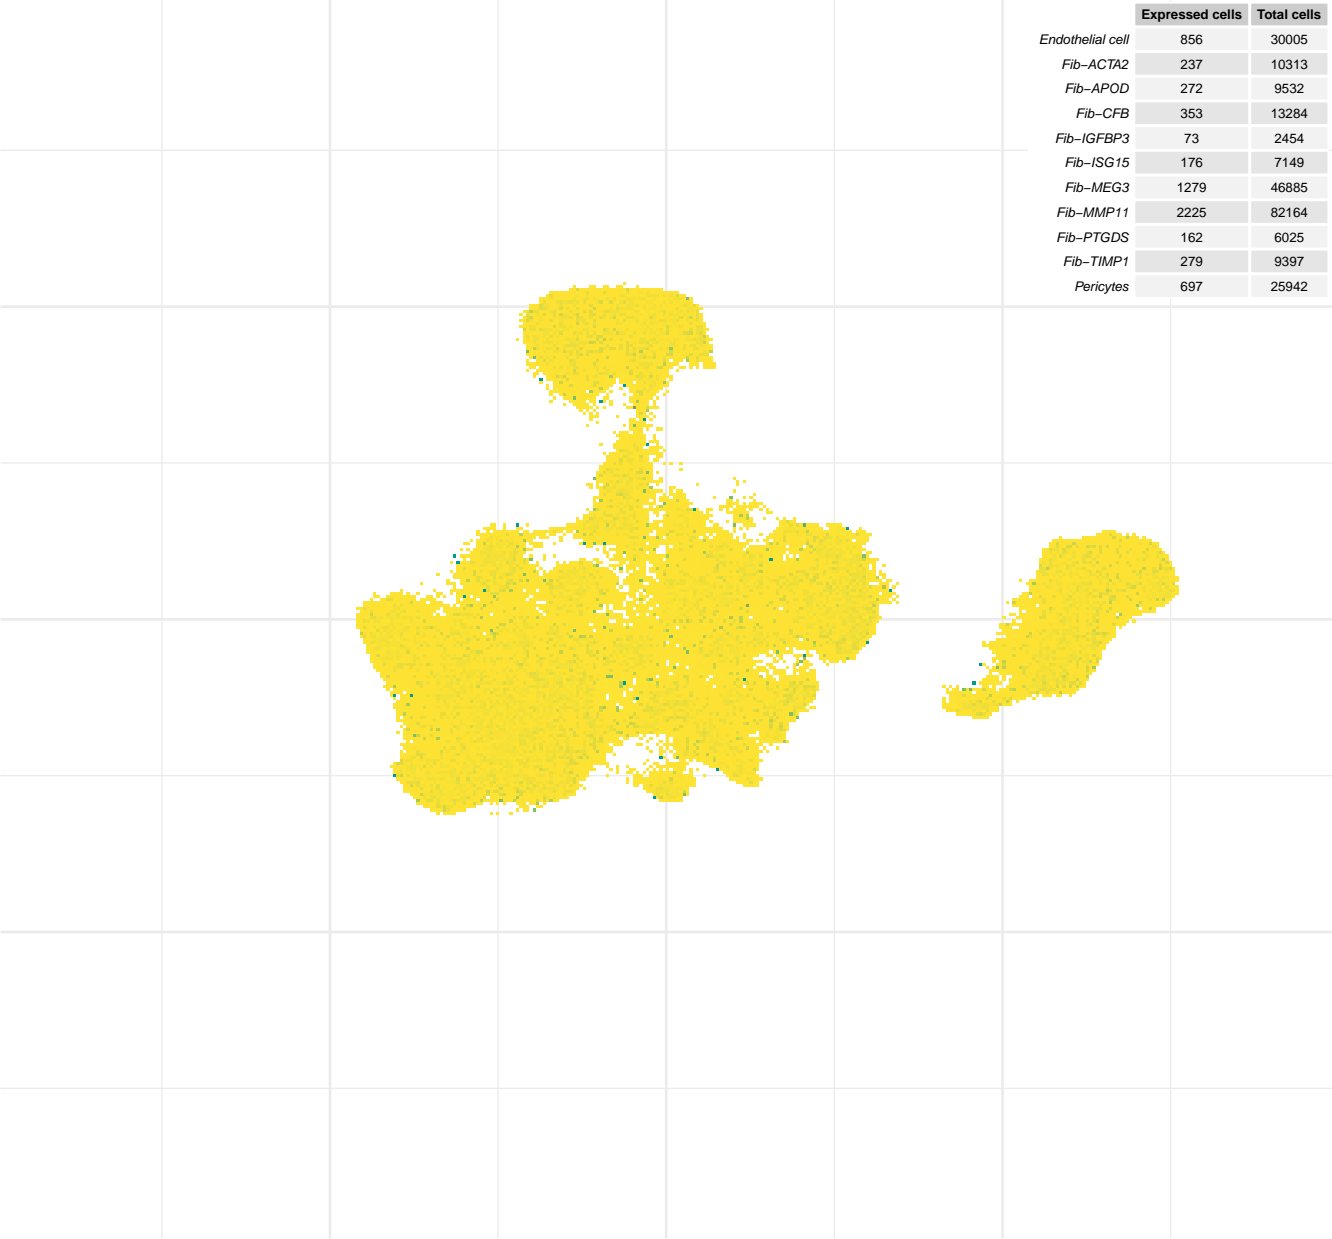 Expressed cells Total cells
Endothelial cell 856 30005
Fib−ACTA2 237 10313
Fib−APOD 272 9532
Fib−CFB 353 13284
Fib−IGFBP3 73 2454
Fib−ISG15 176 7149
Fib−MEG3 1279 46885
Fib−MMP11 2225 82164
Fib−PTGDS 162 6025
Fib−TIMP1 279 9397
Pericytes 697 25942